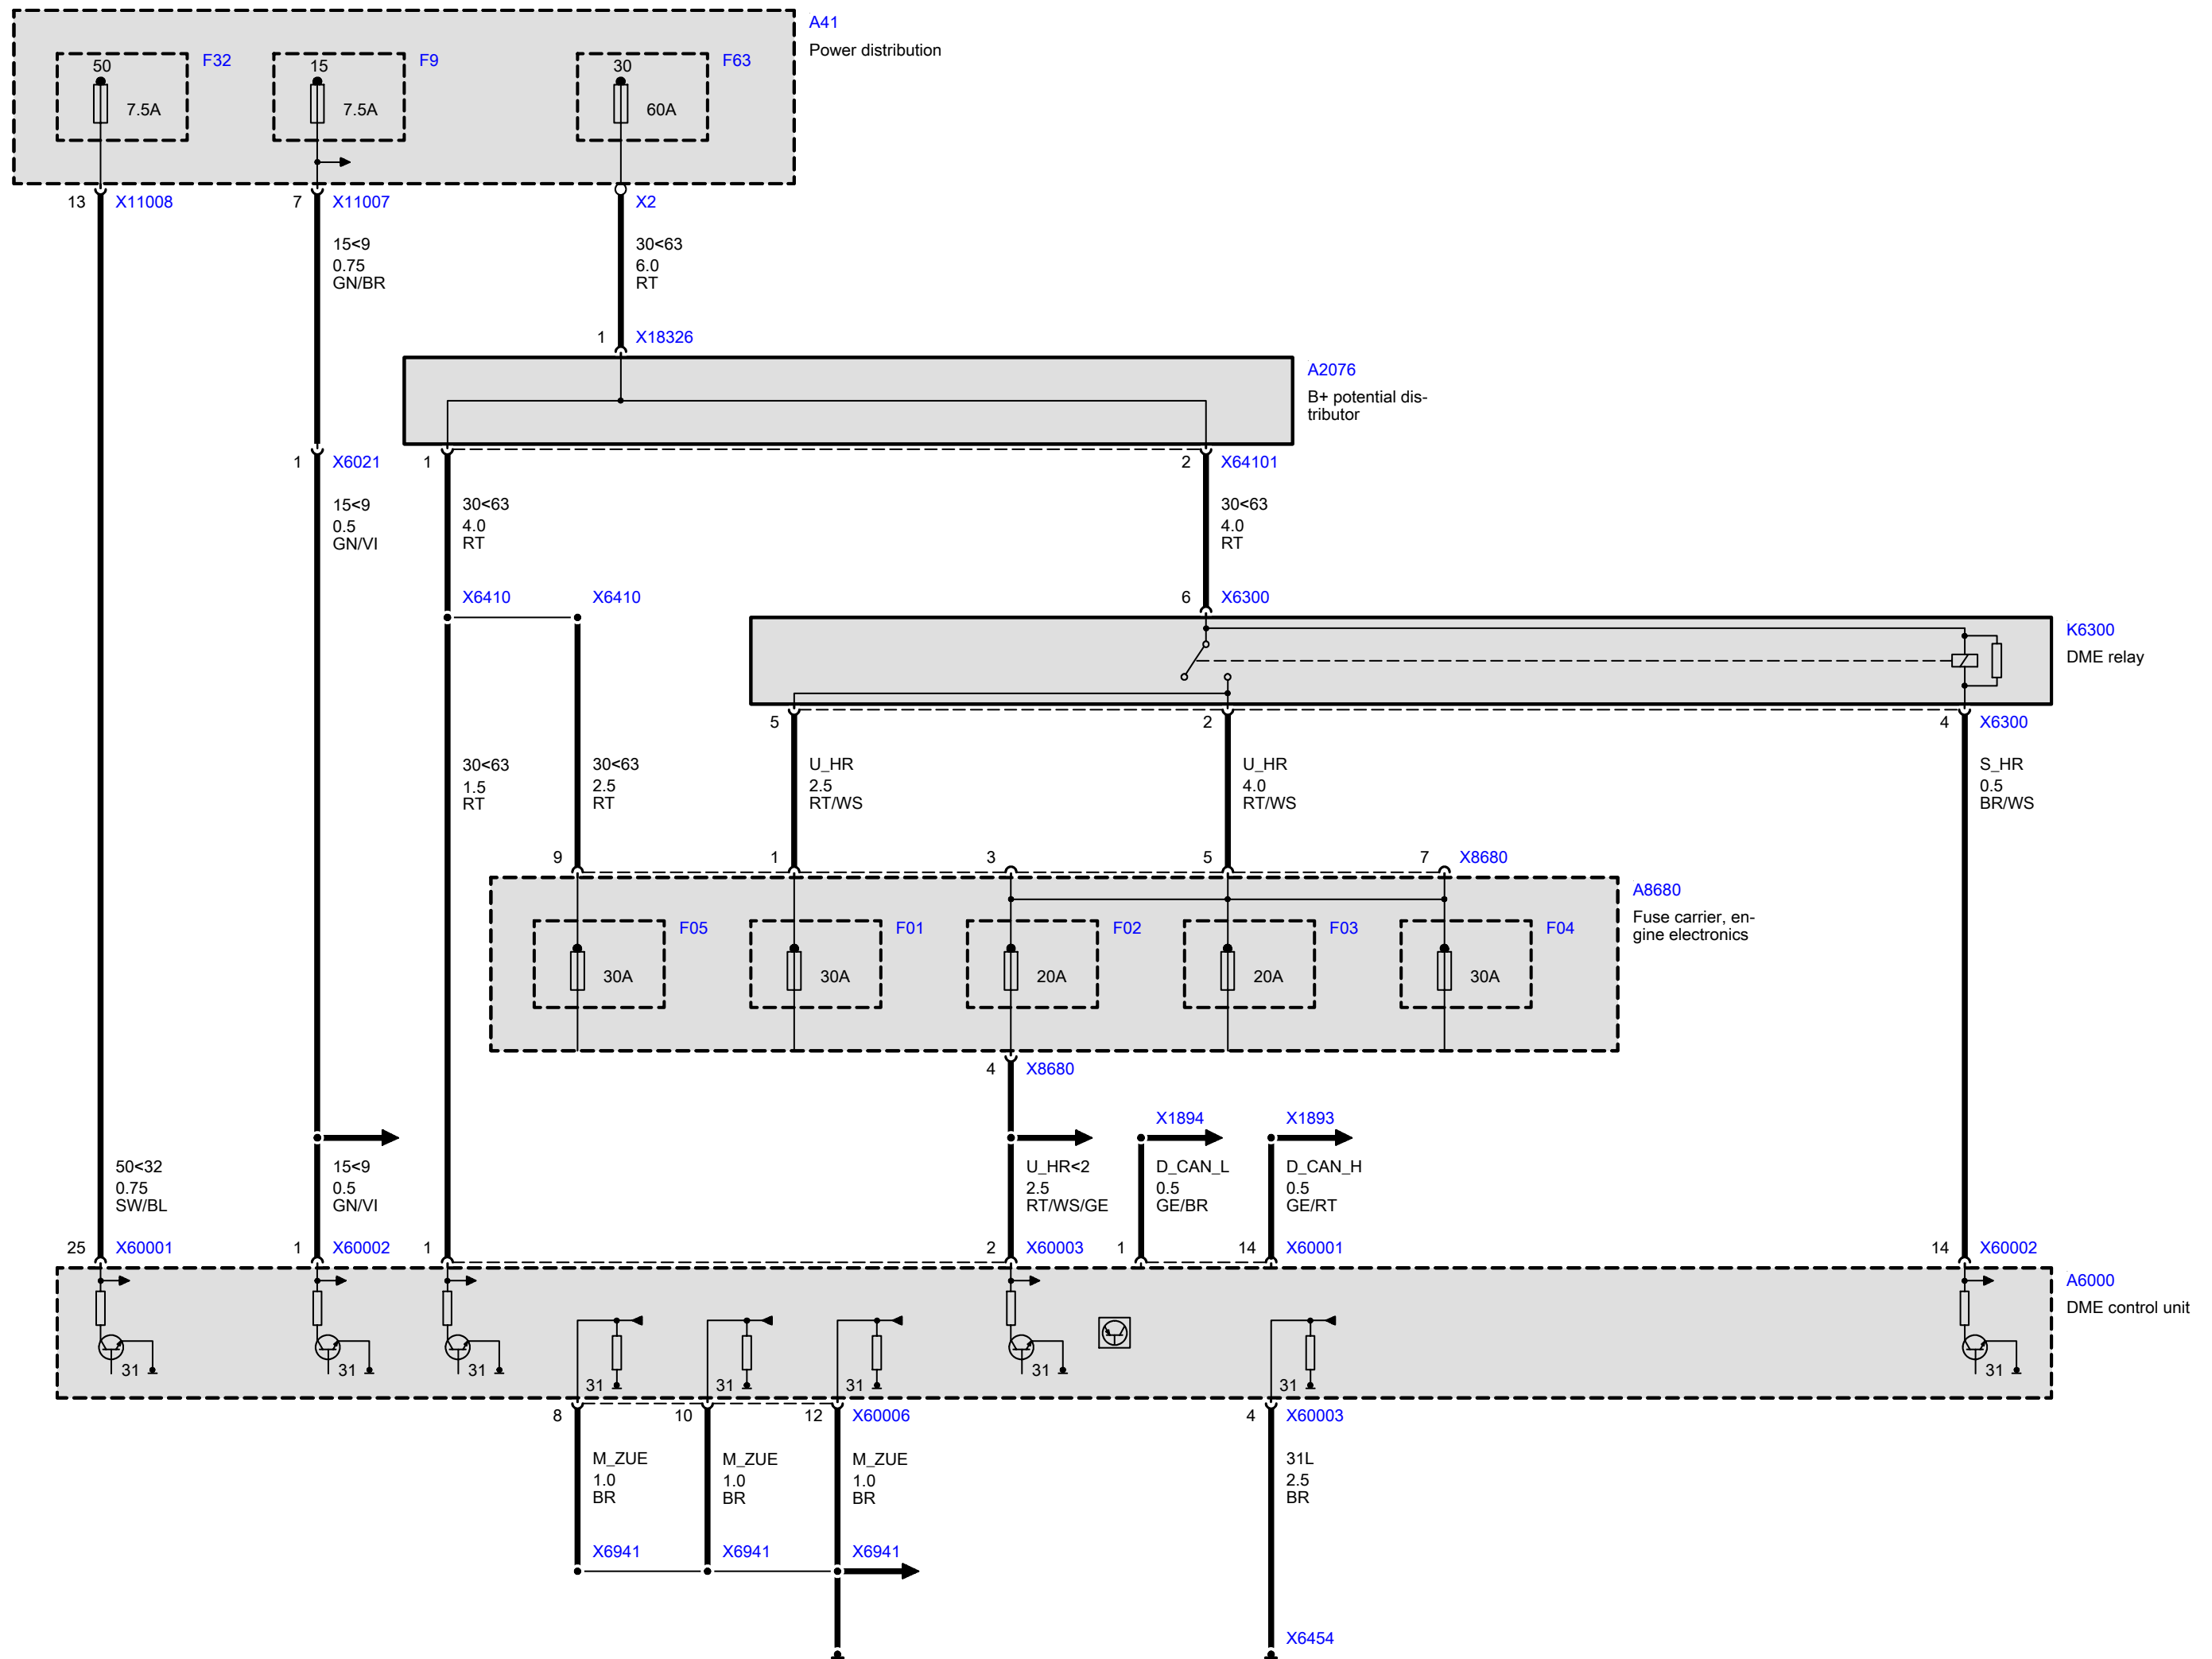 A41
Power distribution
50
F32
15
F9
30
F63
7.5A
7.5A
60A
13
X11008
7
X11007
X2
15<9
0.75
GN/BR
30<63
6.0
RT
1
X18326
A2076
B+ potential dis-
tributor
1
X6021
1
2
X64101
15<9
0.5
GN/VI
30<63
4.0
RT
30<63
4.0
RT
X6410
X6410
6
X6300
K6300
DME relay
5
2
4
X6300
30<63
1.5
RT
30<63
2.5
RT
U_HR
2.5
RT/WS
U_HR
4.0
RT/WS
S_HR
0.5
BR/WS
9
1
3
5
7
X8680
A8680
Fuse carrier, en-
gine electronics
F05
F01
F02
F03
F04
30A
30A
20A
20A
30A
4
X8680
X1894
X1893
50<32
0.75
SW/BL
15<9
0.5
GN/VI
U_HR<2
2.5
RT/WS/GE
D_CAN_L
0.5
GE/BR
D_CAN_H
0.5
GE/RT
25
X60001
1
X60002
1
2
X60003
1
14
X60001
14
X60002
A6000
DME control unit
31
31
31
31
31
31
31
31
31
8
10
12
X60006
4
X60003
M_ZUE
1.0
BR
M_ZUE
1.0
BR
M_ZUE
1.0
BR
31L
2.5
BR
X6941
X6941
X6941
X6454